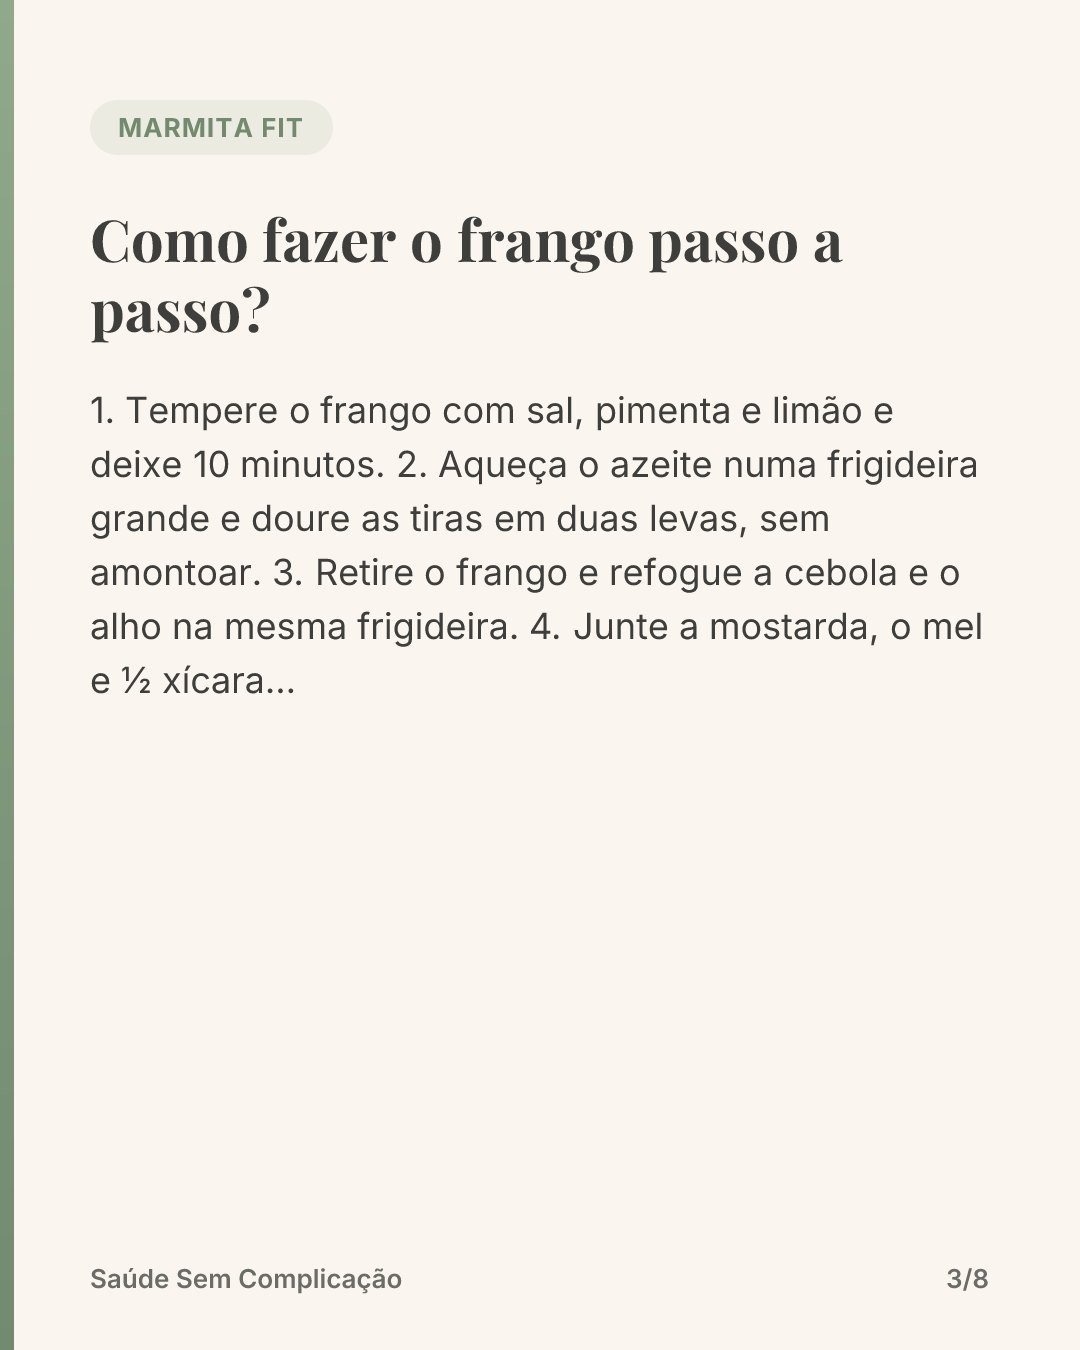 MARMITA FIT
Como fazer o frango passo a
passo?
1. Tempere o frango com sal, pimenta e limão e
deixe 10 minutos. 2. Aqueça o azeite numa frigideira
grande e doure as tiras em duas levas, sem
amontoar. 3. Retire o frango e refogue a cebola e o
alho na mesma frigideira. 4. Junte a mostarda, o mel
e ½ xícara...
Saúde Sem Complicação
3/8